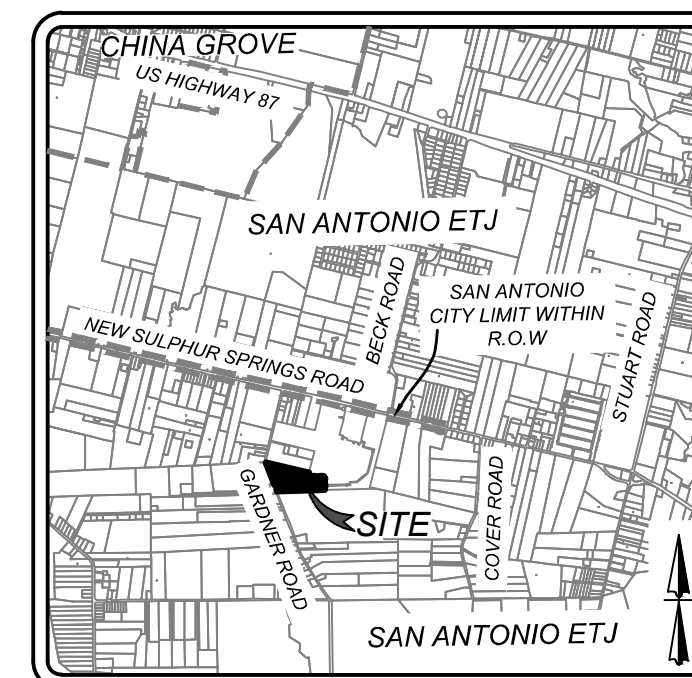 CHINA GROVE
US HIGHWAY 87
SAN ANTONIO ETJ
BECK ROAD
SAN ANTONIO
CITY LIMIT WITHIN
R.O.W
STUART ROAD
NEW SULPHUR SPRINGS ROAD
GARDNER ROAD
SITE
COVER ROAD
SAN ANTONIO ETJ